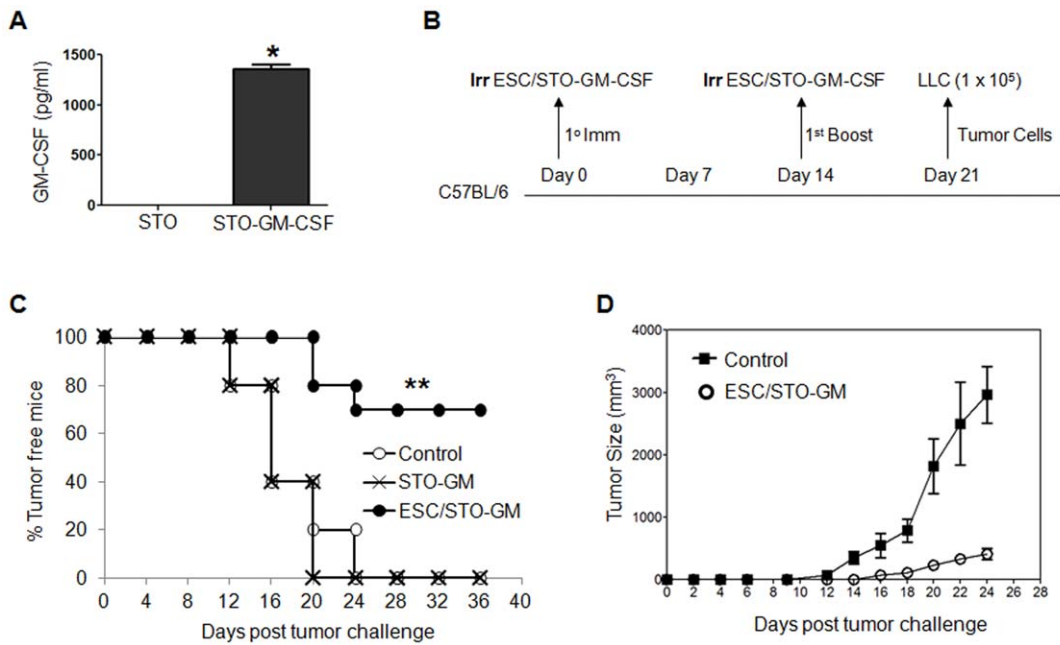 A
GM-CSF (pg/ml)
1500
1000
500
0
*
STO
STO-GM-CSF
B
Irr ESC/STO-GM-CSF
Irr ESC/STO-GM-CSF
LLC (1 x 10⁵)
1º Imm
1st Boost
Tumor Cells
Day 0
Day 7
Day 14
Day 21
C57BL/6
C
% Tumor free mice
100
80
60
40
20
0
**
Control
STO-GM
ESC/STO-GM
0 4 8 12 16 20 24 28 32 36 40
Days post tumor challenge
D
Tumor Size (mm³)
4000
3000
2000
1000
0
Control
ESC/STO-GM
0 2 4 6 8 10 12 14 16 18 20 22 24 26 28
Days post tumor challenge